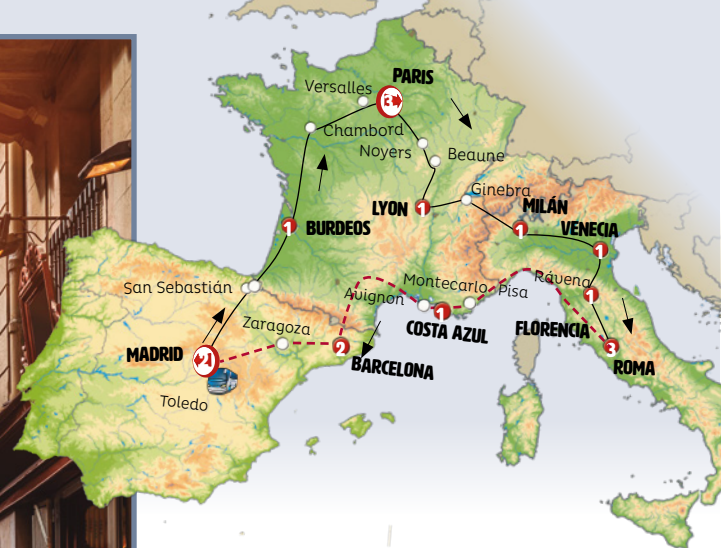 PARIS
3
Versalles
Chambord
Noyers
Beaune
Ginebra
LYON
1
MILÁN
1
VENECIA
1
1
BURDEOS
San Sebastián
Montecarlo
Pisa
Rávena
Avignon
1
1
COSTA AZUL
FLORENCIA
Zaragoza
MADRID
2
2
BARCELONA
3
ROMA
Toledo